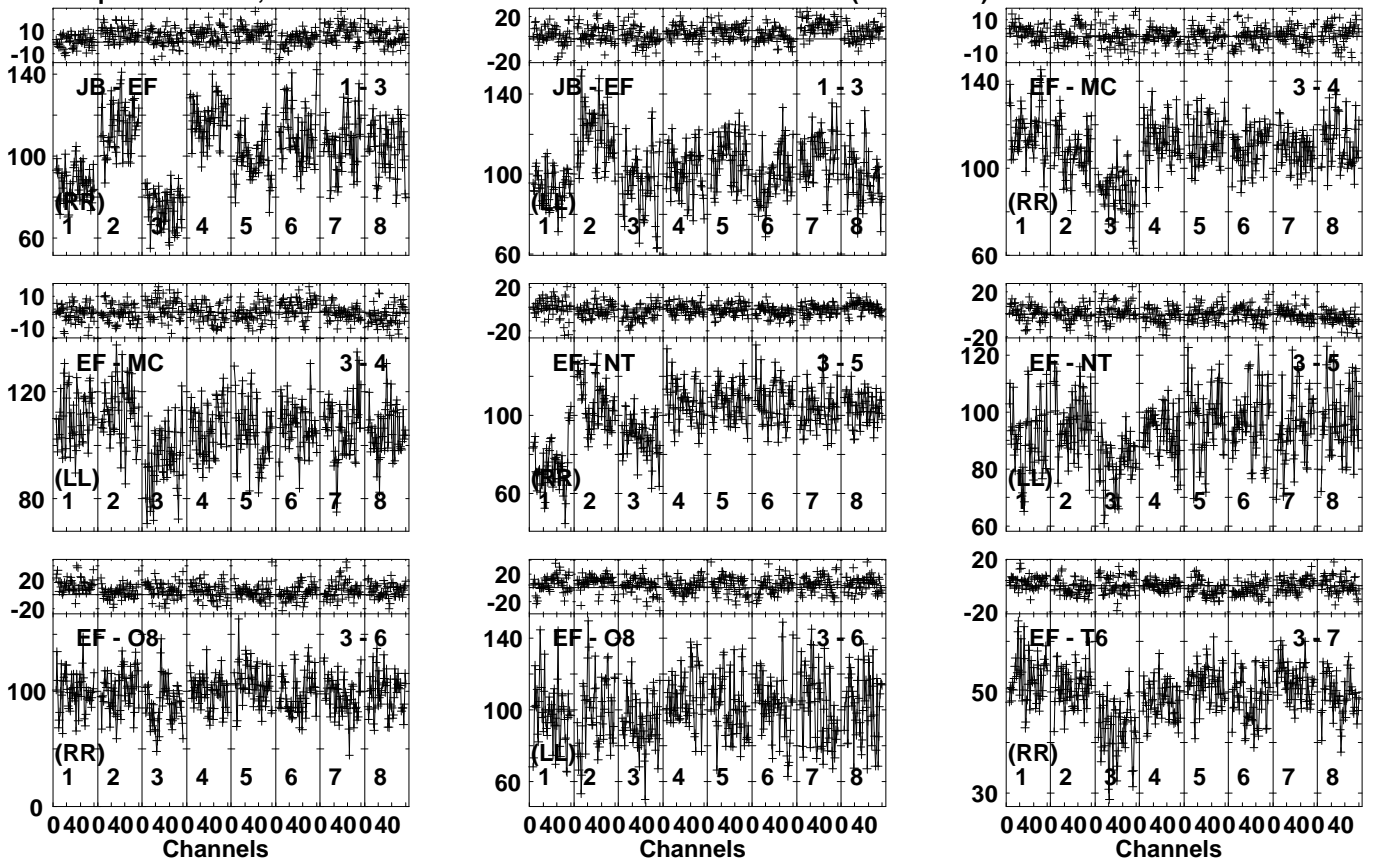 10 20 10
-10 -20 -10
140 JB - EF 1 - 3 140 JB - EF 1 - 3 140 EF - MC 3 - 4
100 100 100
(RR) (LL) (RR)
1 2 3 4 5 6 7 8 1 2 3 4 5 6 7 8 1 2 3 4 5 6 7 8
60 60 60
10 20 20
-10 -20 -20
120 EF - MC 3 - 4 EF - NT 3 - 5 120 EF - NT 3 - 5
100 100
(LL) (RR) 80 (LL)
80 1 2 3 4 5 6 7 8 60 1 2 3 4 5 6 7 8 1 2 3 4 5 6 7 8
60
20 20 20
-20 -20 -20
EF - O8 3 - 6 140 EF - O8 3 - 6 EF - T6 3 - 7
100 100 50
(RR) (LL) (RR)
1 2 3 4 5 6 7 8 60 1 2 3 4 5 6 7 8 30 1 2 3 4 5 6 7 8
0
0 40 0 40 0 40 0 40 0 40 0 40 0 40 0 40 0 40 0 40 0 40 0 40 0 40 0 40 0 40 0 40 0 40 0 40 0 40 0 40 0 40 0 40 0 40 0 40
Channels Channels Channels